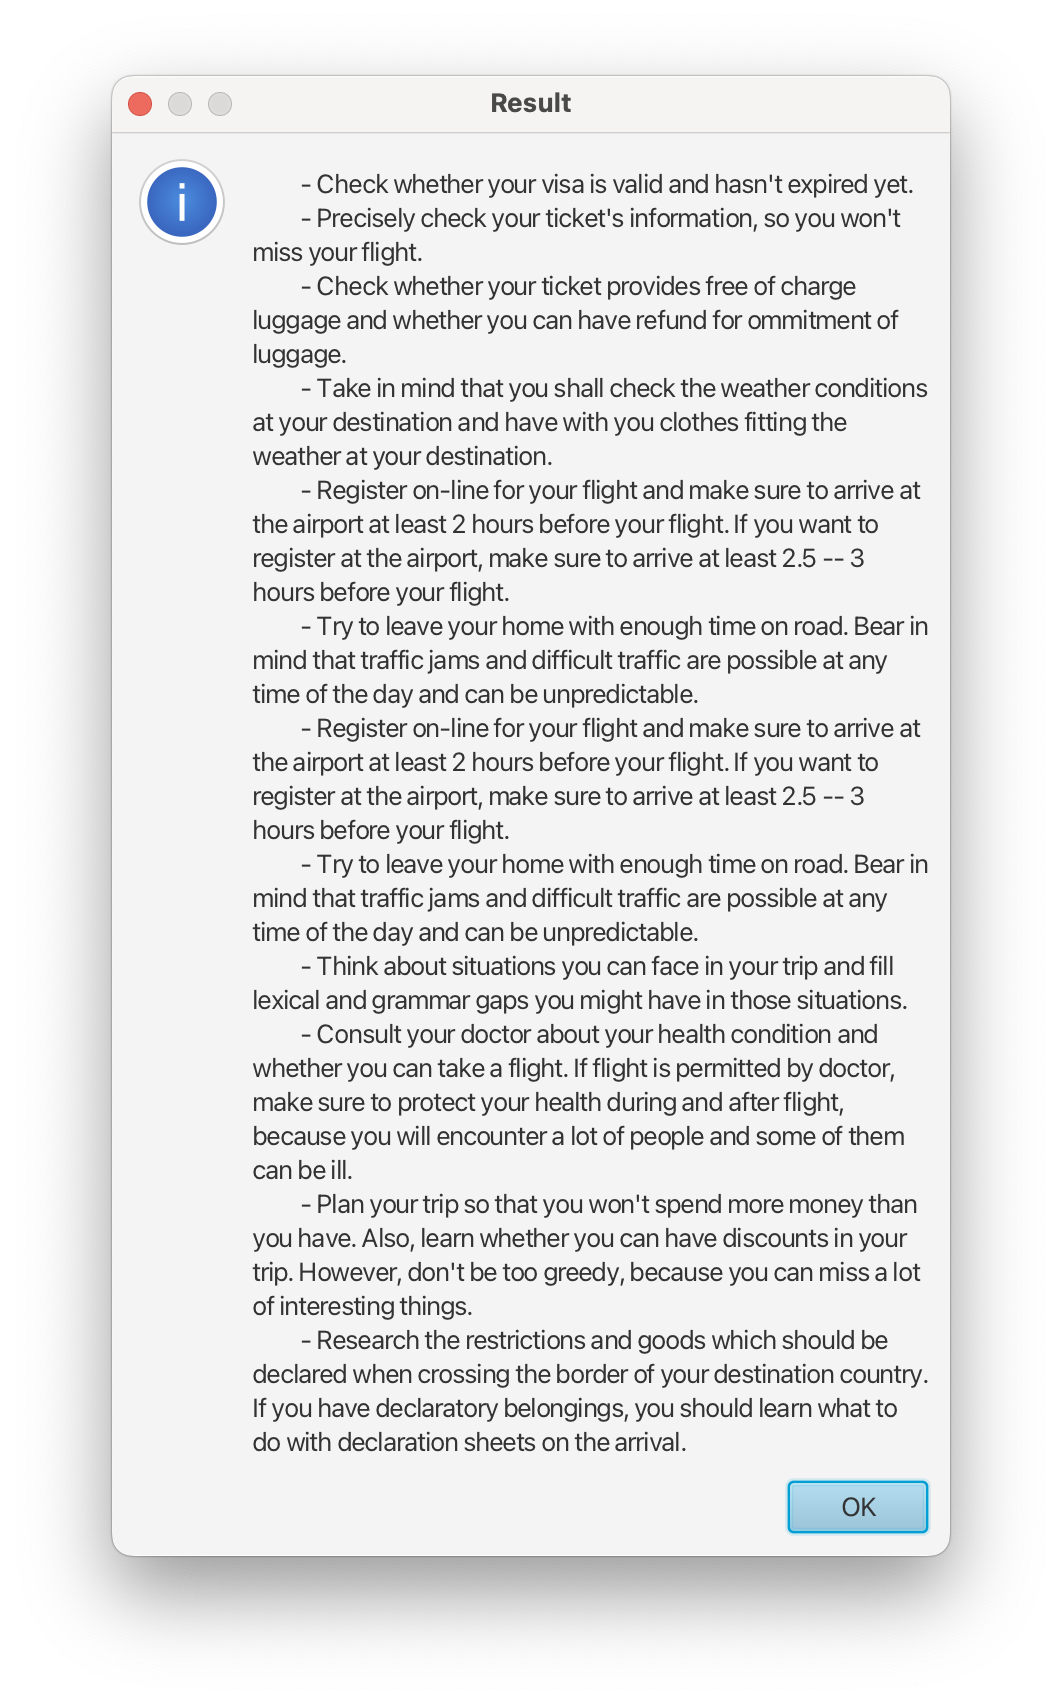 Result
i
- Check whether your visa is valid and hasn't expired yet.
- Precisely check your ticket's information, so you won't
miss your flight.
- Check whether your ticket provides free of charge
luggage and whether you can have refund for ommitment of
luggage.
- Take in mind that you shall check the weather conditions
at your destination and have with you clothes fitting the
weather at your destination.
- Register on-line for your flight and make sure to arrive at
the airport at least 2 hours before your flight. If you want to
register at the airport, make sure to arrive at least 2.5 -- 3
hours before your flight.
- Try to leave your home with enough time on road. Bear in
mind that traffic jams and difficult traffic are possible at any
time of the day and can be unpredictable.
- Register on-line for your flight and make sure to arrive at
the airport at least 2 hours before your flight. If you want to
register at the airport, make sure to arrive at least 2.5 -- 3
hours before your flight.
- Try to leave your home with enough time on road. Bear in
mind that traffic jams and difficult traffic are possible at any
time of the day and can be unpredictable.
- Think about situations you can face in your trip and fill
lexical and grammar gaps you might have in those situations.
- Consult your doctor about your health condition and
whether you can take a flight. If flight is permitted by doctor,
make sure to protect your health during and after flight,
because you will encounter a lot of people and some of them
can be ill.
- Plan your trip so that you won't spend more money than
you have. Also, learn whether you can have discounts in your
trip. However, don't be too greedy, because you can miss a lot
of interesting things.
- Research the restrictions and goods which should be
declared when crossing the border of your destination country.
If you have declaratory belongings, you should learn what to
do with declaration sheets on the arrival.
OK